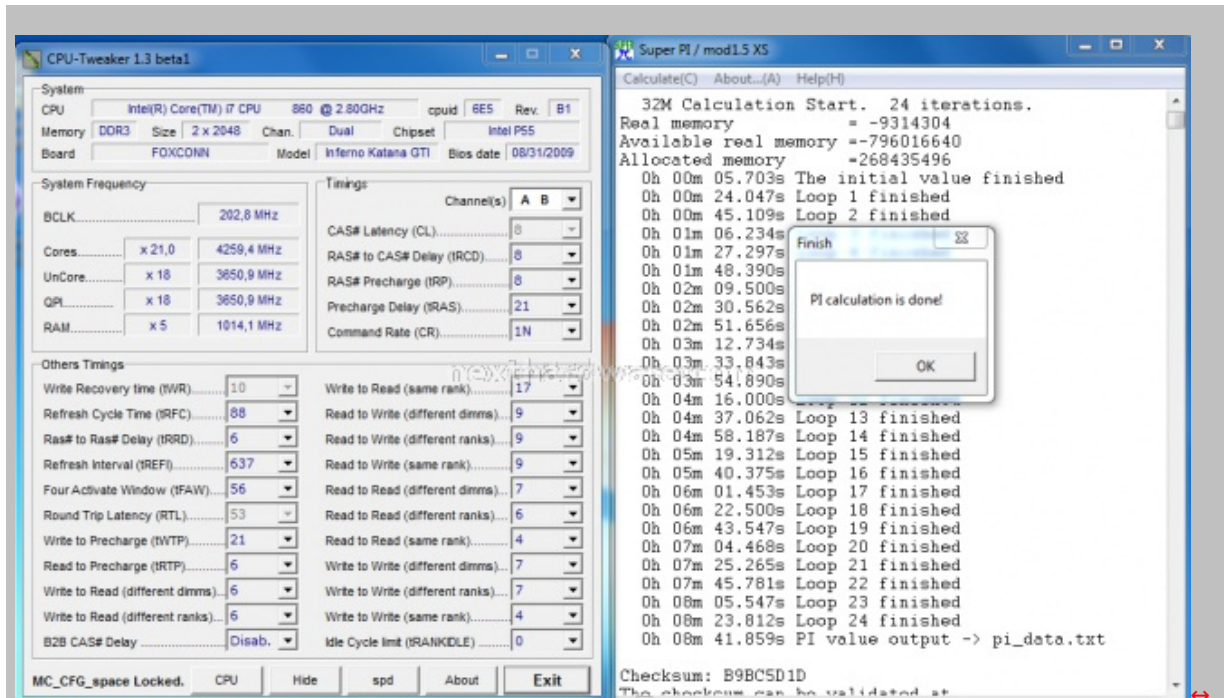 CPU-Tweaker 1.3 beta1
System
CPU Intel(R) Core(TM) i7 CPU 860 @ 2.80GHz cpuid 6E5 Rev. B1
Memory DDR3 Size 2 x 2048 Chan. Dual Chipset Intel P55
Board FOXCONN Model Inferno Katana GTI Bios date 08/31/2009
System Frequency
BCLK 202,8 MHz
Cores x 21,0 4259,4 MHz
UnCore x 18 3650,9 MHz
QPI x 18 3650,9 MHz
RAM x 5 1014,1 MHz
Timings
Channel(s) A B
CAS# Latency (CL) 8
RAS# to CAS# Delay (tRCD) 8
RAS# Precharge (tRP) 8
Precharge Delay (tRAS) 21
Command Rate (CR) 1N
Others Timings
Write Recovery time (tWR) 10
Refresh Cycle Time (tRFC) 88
Ras# to Ras# Delay (tRRD) 6
Refresh Interval (tREFI) 637
Four Activate Window (tFAW) 56
Round Trip Latency (RTL) 53
Write to Precharge (tWTP) 21
Read to Precharge (tRTP) 6
Write to Read (different dimms) 6
Write to Read (different ranks) 6
B2B CAS# Delay Disab.
Write to Read (same rank) 17
Read to Write (different dimms) 9
Read to Write (different ranks) 9
Read to Write (same rank) 9
Read to Read (different dimms) 7
Read to Read (different ranks) 6
Read to Read (same rank) 4
Write to Write (different dimms) 7
Write to Write (different ranks) 7
Write to Write (same rank) 4
Idle Cycle limit (tRANKIDLE) 0
MC_CFG_space Locked. CPU Hide spd About Exit
Super PI / mod1.5 XS
Calculate(C) About...(A) Help(H)
32M Calculation Start. 24 iterations.
Real memory = -9314304
Available real memory =-796016640
Allocated memory =268435496
0h 00m 05.703s The initial value finished
0h 00m 24.047s Loop 1 finished
0h 00m 45.109s Loop 2 finished
0h 01m 06.234s
0h 01m 27.297s
0h 01m 48.390s
0h 02m 09.500s
0h 02m 30.562s
0h 02m 51.656s
0h 03m 12.734s
0h 03m 33.843s
0h 03m 54.890s
0h 04m 16.000s
0h 04m 37.062s Loop 13 finished
0h 04m 58.187s Loop 14 finished
0h 05m 19.312s Loop 15 finished
0h 05m 40.375s Loop 16 finished
0h 06m 01.453s Loop 17 finished
0h 06m 22.500s Loop 18 finished
0h 06m 43.547s Loop 19 finished
0h 07m 04.468s Loop 20 finished
0h 07m 25.265s Loop 21 finished
0h 07m 45.781s Loop 22 finished
0h 08m 05.547s Loop 23 finished
0h 08m 23.812s Loop 24 finished
0h 08m 41.859s PI value output -> pi_data.txt
Checksum: B9BC5D1D
The checksum can be validated at
Finish
PI calculation is done!
OK